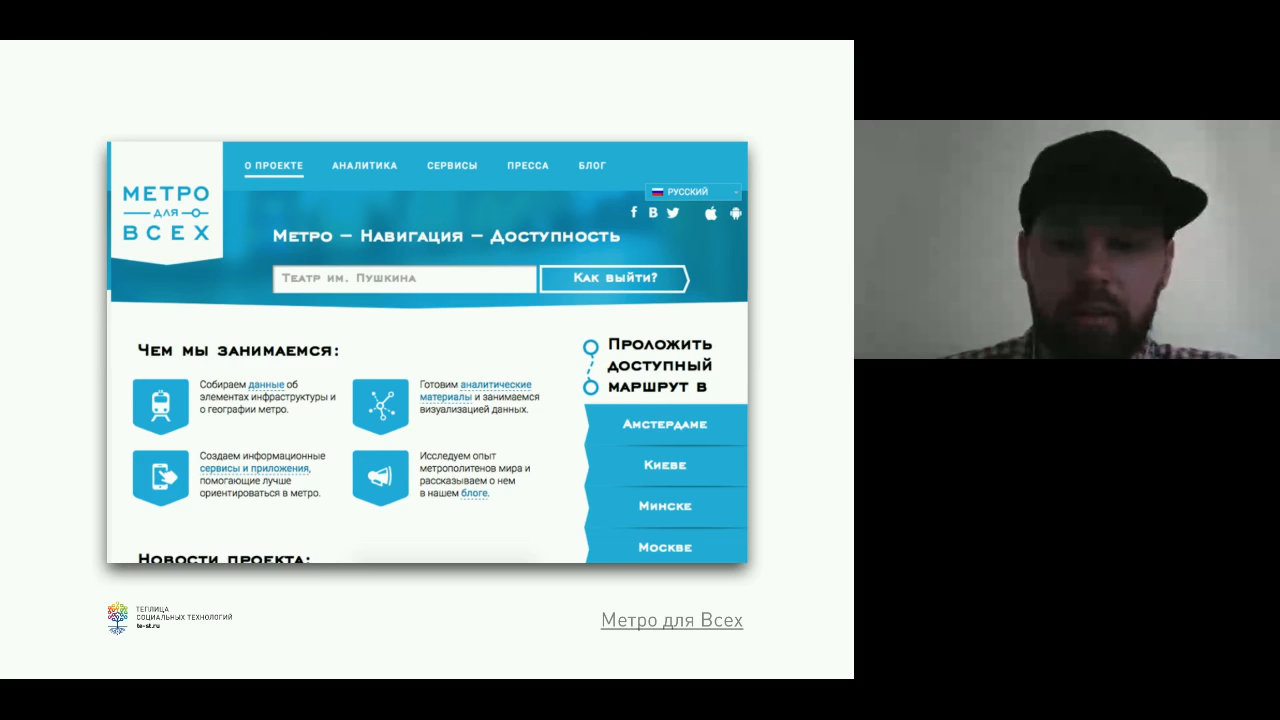 О ПРОЕКТЕ АНАЛИТИКА СЕРВИСЫ ПРЕССА БЛОГ
МЕТРО
ДЛЯ
ВСЕХ
РУССКИЙ
Метро – Навигация – Доступность
Театр им. Пушкина
Как выйти?
Чем мы занимаемся:
Собираем данные об
элементах инфраструктуры и
о географии метро.
Готовим аналитические
материалы и занимаемся
визуализацией данных.
Создаем информационные
сервисы и приложения,
помогающие лучше
ориентироваться в метро.
Исследуем опыт
метрополитенов мира и
рассказываем о нем
в нашем блоге.
Проложить
доступный
маршрут в
Амстердаме
Киеве
Минске
Москве
Новости проекта:
ТЕПЛИЦА
СОЦИАЛЬНЫХ ТЕХНОЛОГИЙ
te-st.ru
Метро для Всех